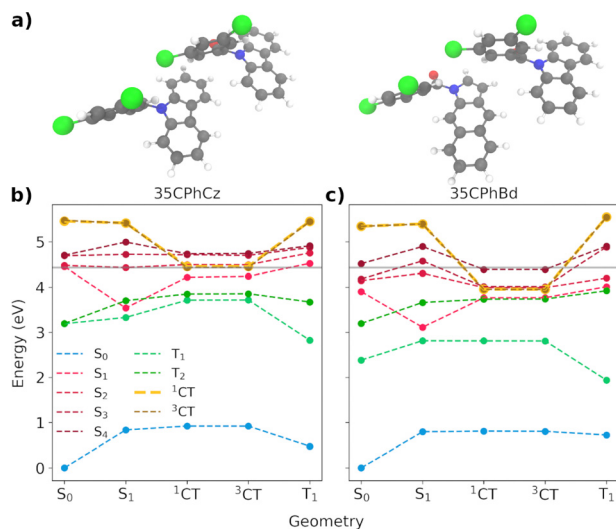 a)
b) 35CPhCz
c) 35CPhBd
Energy (eV)
5
4
3
2
1
0
S₀ T₁
S₁ T₂
S₂ ¹CT
S₃ ³CT
S₄
S₀ S₁ ¹CT ³CT T₁
S₀ S₁ ¹CT ³CT T₁
Geometry